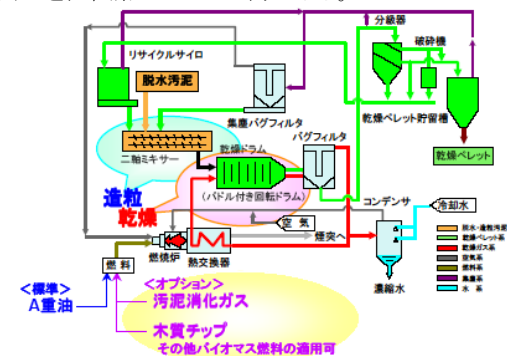 分級器
リサイクルサイロ
破砕機
脱水汚泥
集塵バグフィルタ
バグフィルタ
乾燥ペレット貯留槽
乾燥ドラム
乾燥ペレット
二軸ミキサー
造粒
乾燥
(パドル付き回転ドラム)
コンデンサ
冷却水
空 気
煙突へ
燃焼炉
熱交換器
燃 料
濃縮水
脱水・造粒汚泥
乾燥ペレット系
乾燥ガス系
空気系
燃料系
集塵系
水 系
<標準>
A重油
<オプション>
汚泥消化ガス
木質チップ
その他バイオマス燃料の適用可